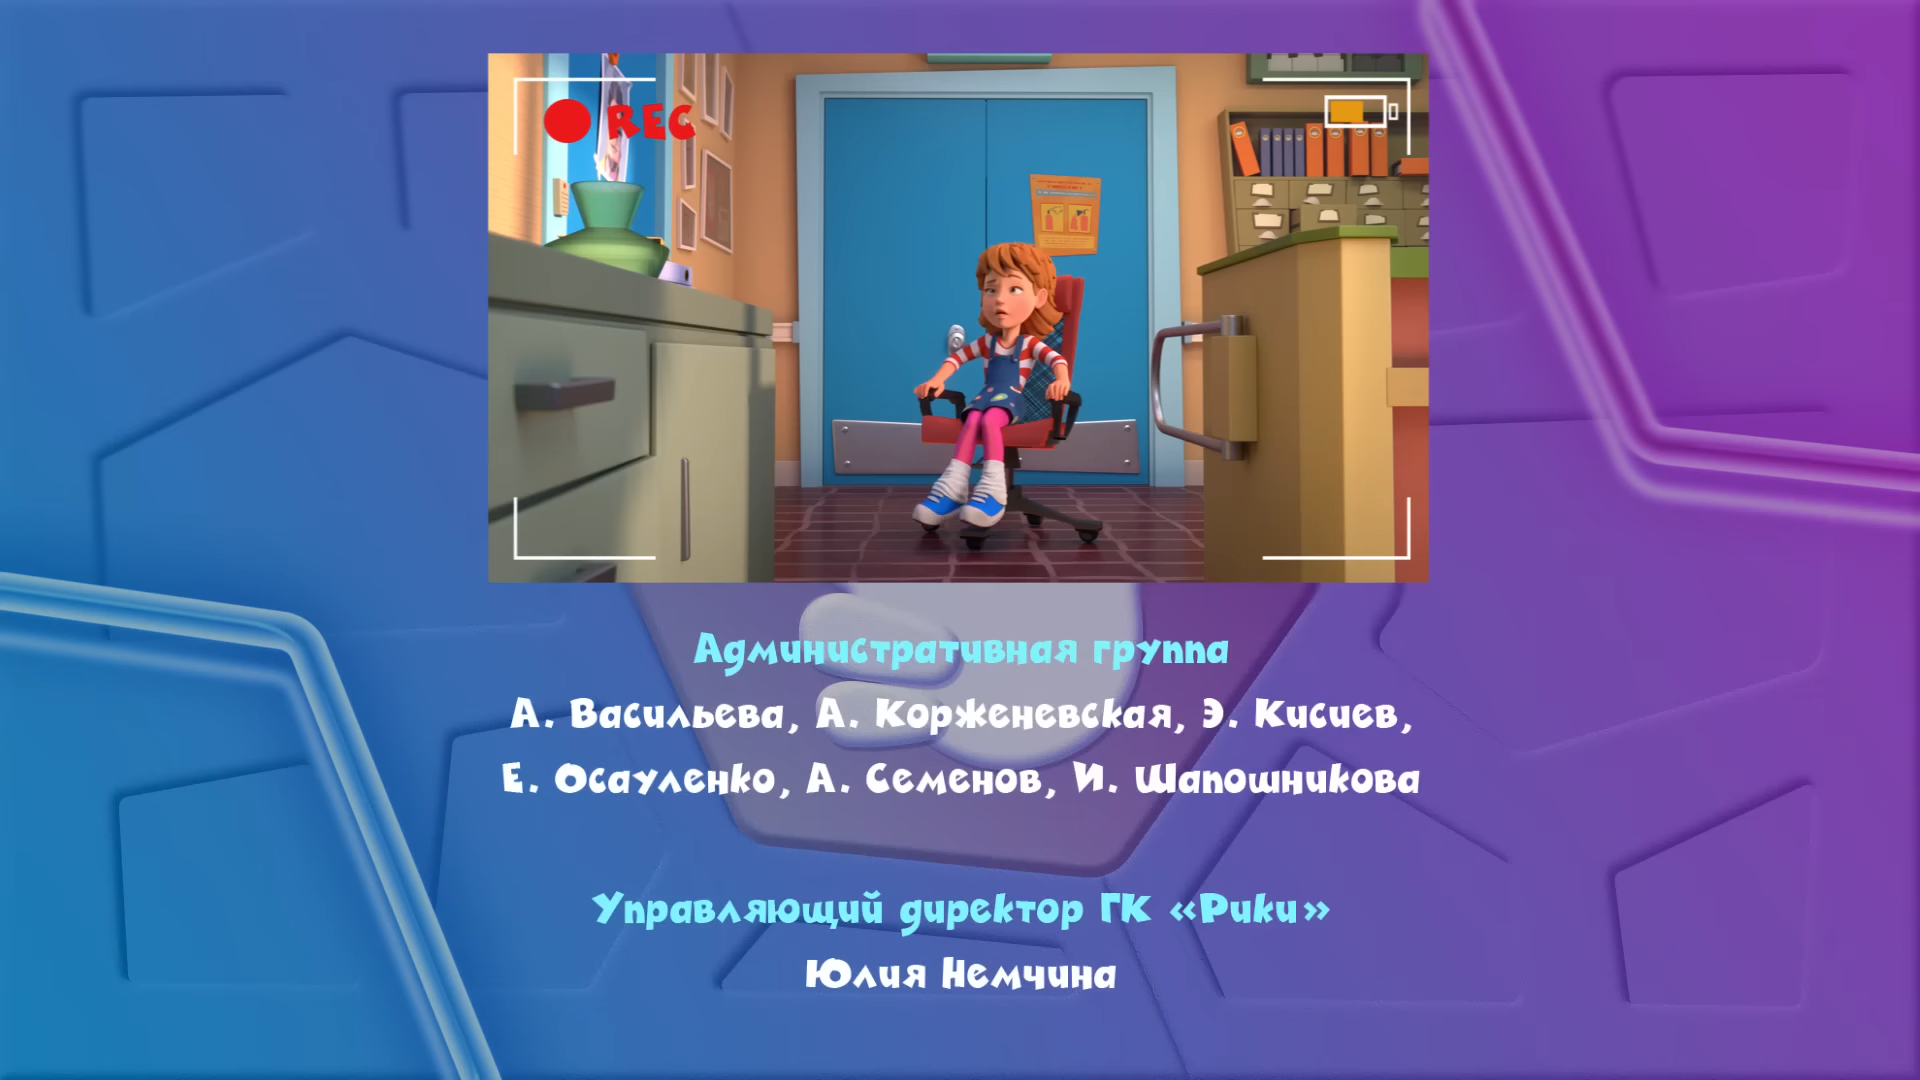 REC
Административная группа
А. Васильева, А. Корженевская, Э. Кисиев,
Е. Осауленко, А. Семенов, И. Шапошникова
Управляющий директор ГК «Рики»
Юлия Немчина